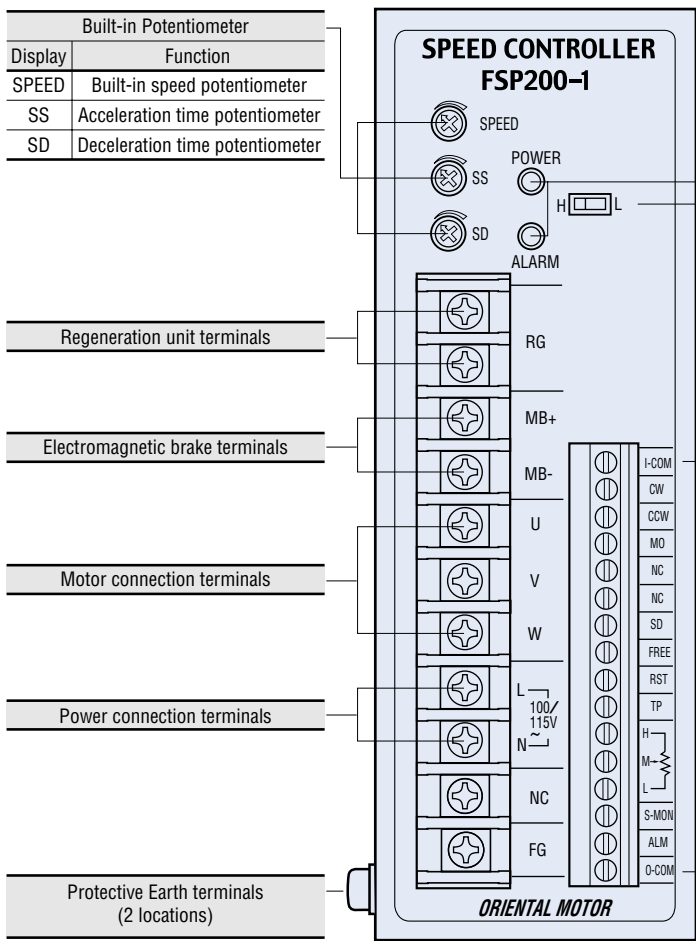 Built-in Potentiometer
Display Function
SPEED Built-in speed potentiometer
SS Acceleration time potentiometer
SD Deceleration time potentiometer
Regeneration unit terminals
Electromagnetic brake terminals
Motor connection terminals
Power connection terminals
Protective Earth terminals
(2 locations)
SPEED CONTROLLER
FSP200-1
SPEED
POWER
SS
H L
SD
ALARM
RG
MB+
MB-
U
V
W
L
100/
115V
~
N
NC
FG
I-COM
CW
CCW
MO
NC
NC
SD
FREE
RST
TP
H
M
L
S-MON
ALM
O-COM
ORIENTAL MOTOR